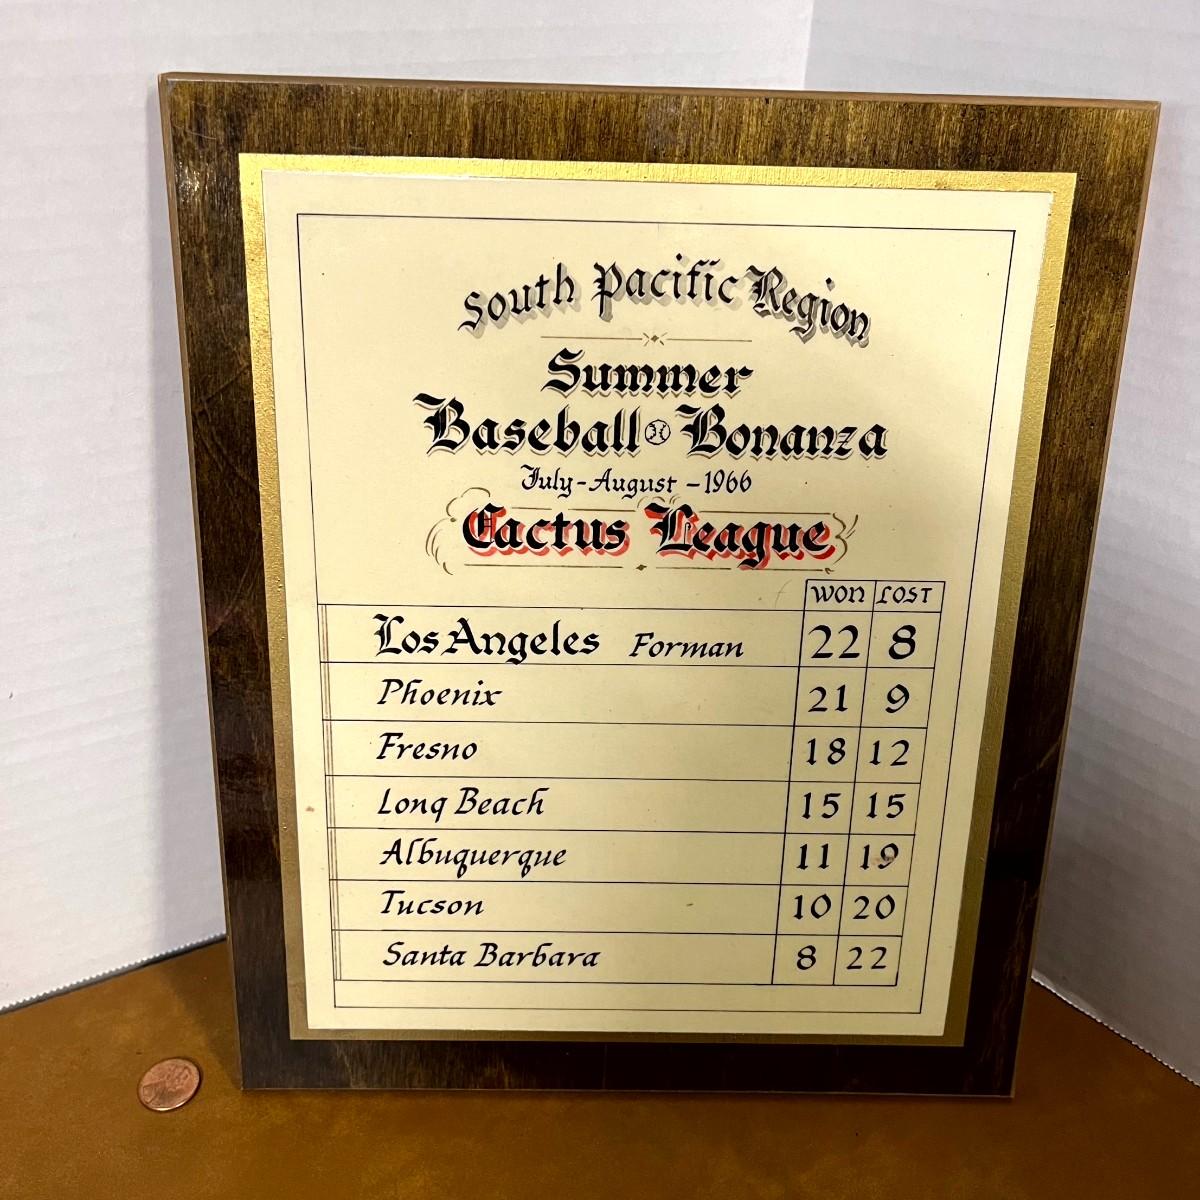 South Pacific Region
Summer
Baseball Bonanza
July-August -1966
Cactus League
WON LOST
Los Angeles Forman 22 8
Phoenix 21 9
Fresno 18 12
Long Beach 15 15
Albuquerque 11 19
Tucson 10 20
Santa Barbara 8 22